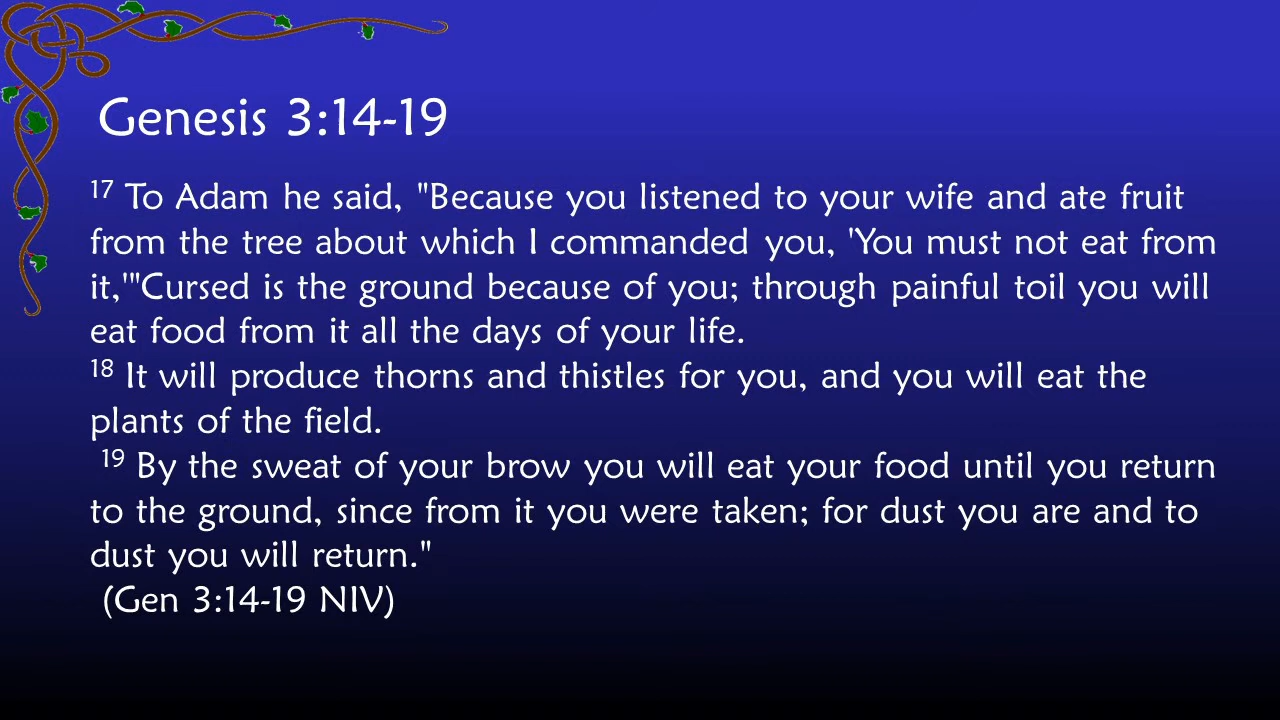 Genesis 3:14-19
17 To Adam he said, "Because you listened to your wife and ate fruit
from the tree about which I commanded you, 'You must not eat from
it,'"Cursed is the ground because of you; through painful toil you will
eat food from it all the days of your life.
18 It will produce thorns and thistles for you, and you will eat the
plants of the field.
19 By the sweat of your brow you will eat your food until you return
to the ground, since from it you were taken; for dust you are and to
dust you will return."
(Gen 3:14-19 NIV)